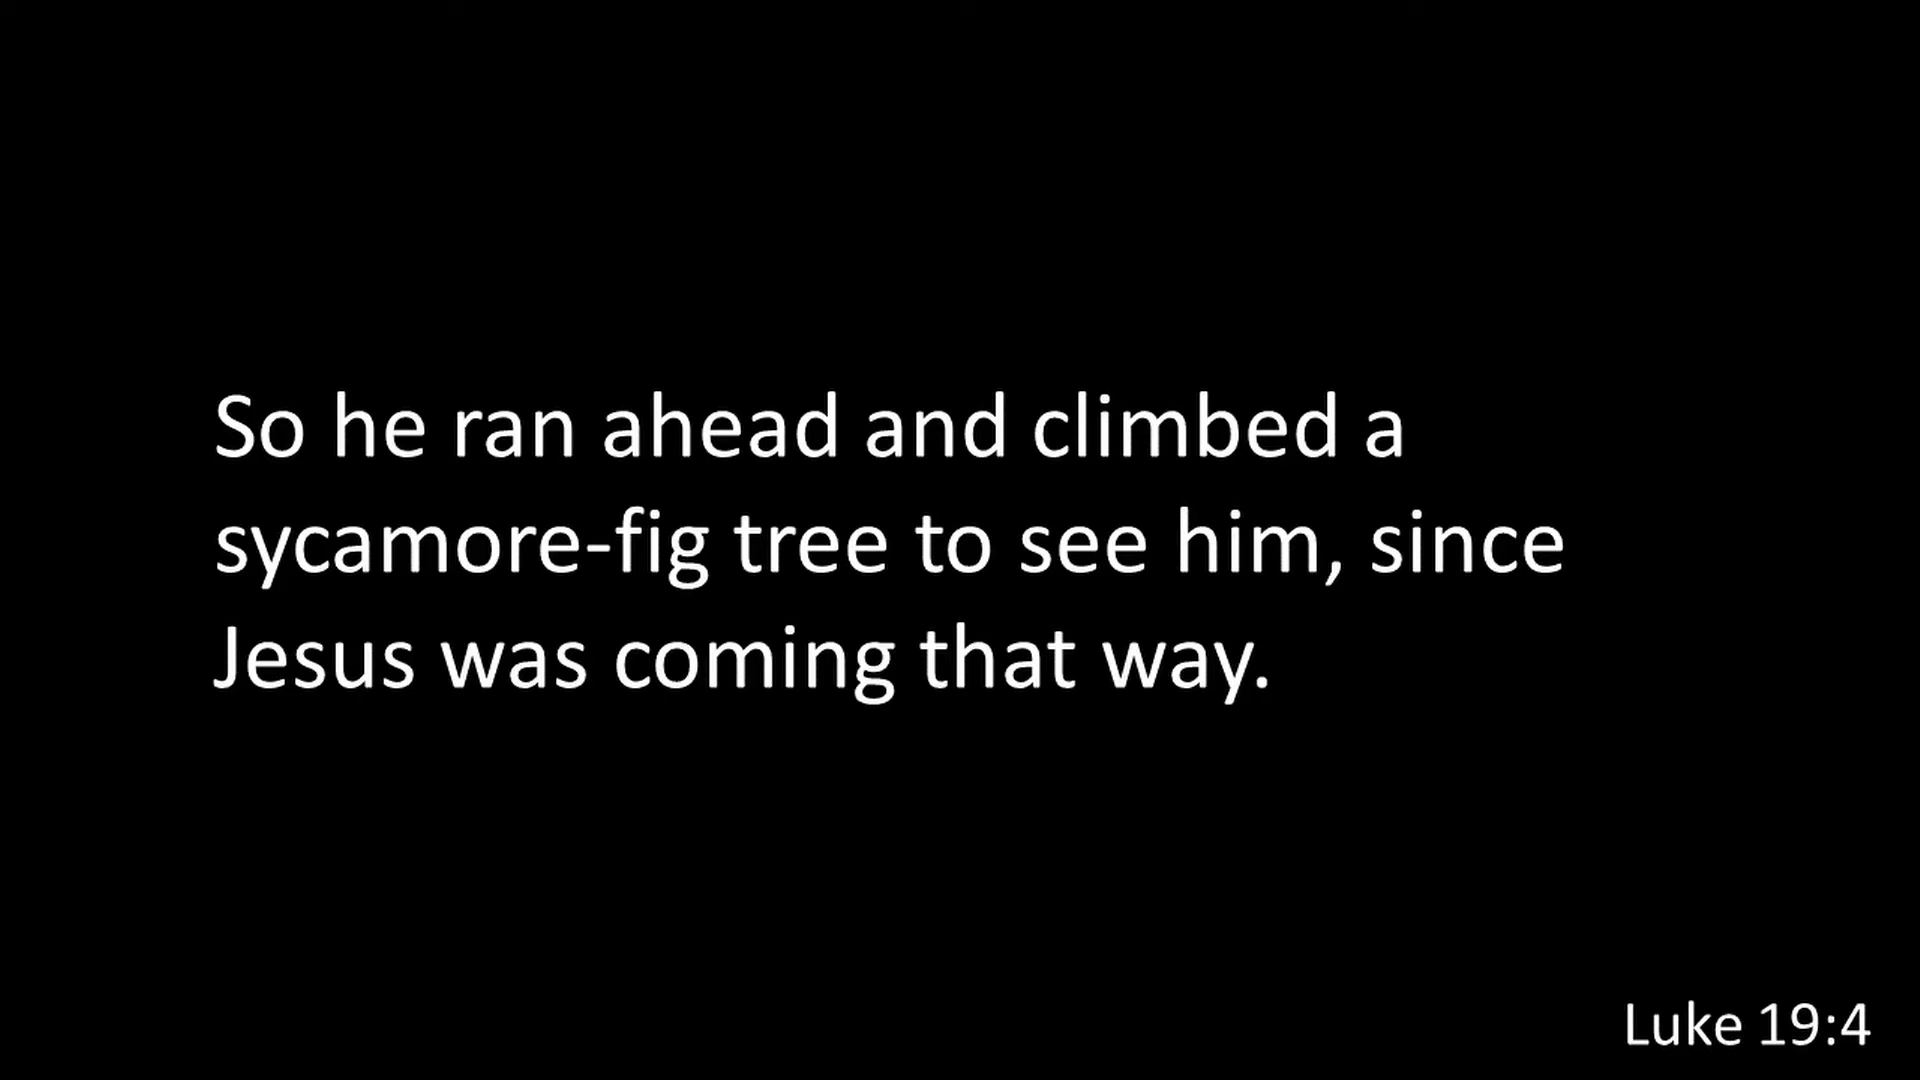 So he ran ahead and climbed a
sycamore-fig tree to see him, since
Jesus was coming that way.
Luke 19:4